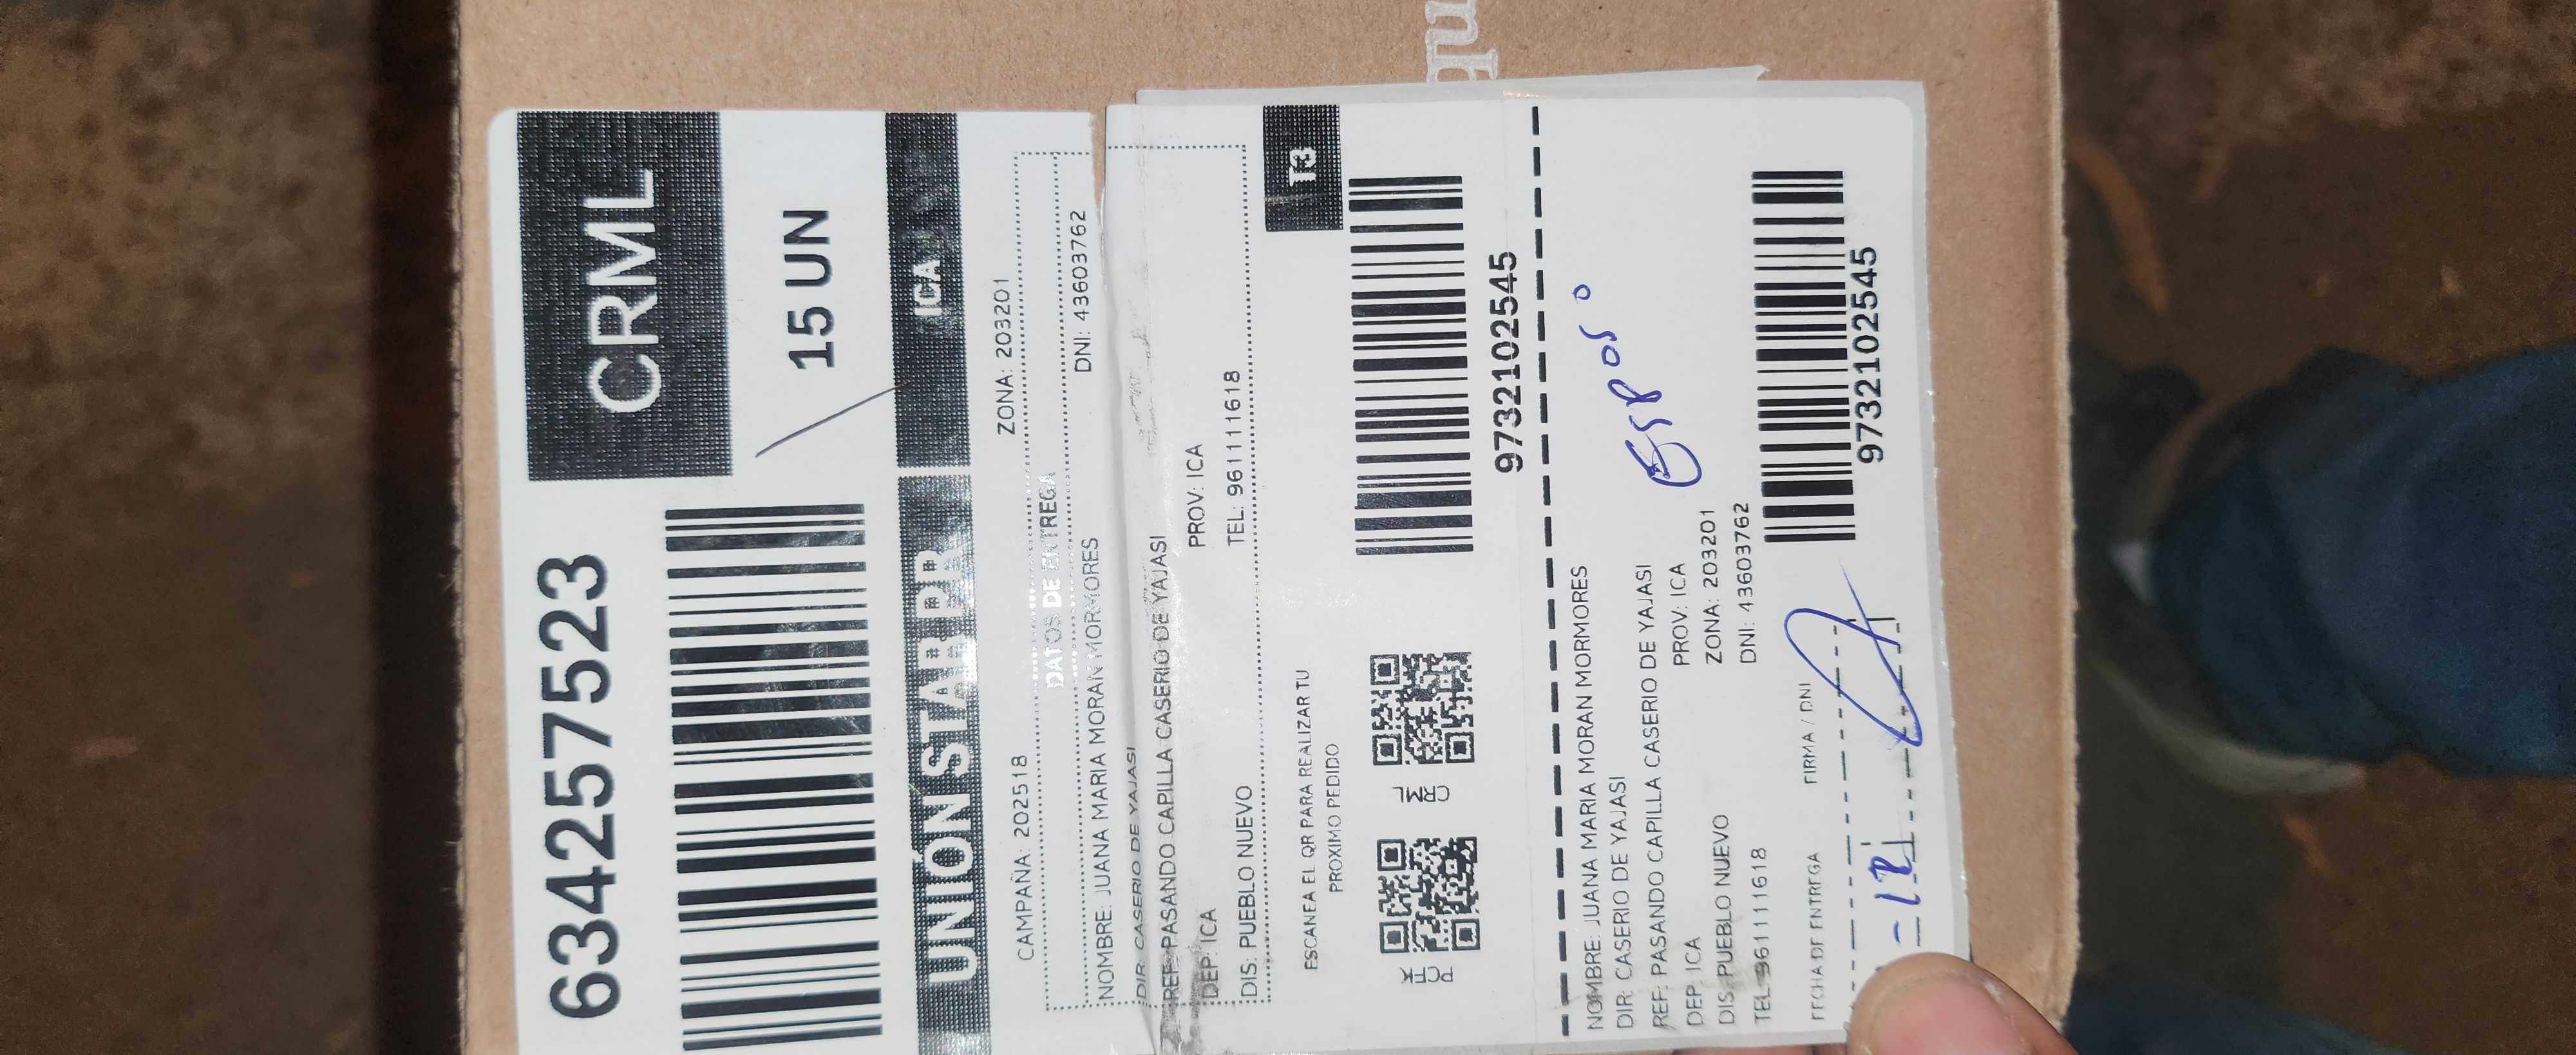 634257523
CRML
15 UN
UNIÓN STAR PR
ICA
CAMPAÑA: 202518
ZONA: 203201
DATOS DE ENTREGA
NOMBRE: JUANA MARIA MORAN MORMORES
DNI: 43603762
DIR: CASERIO DE YAJASI
REF: PASANDO CAPILLA CASERIO DE YAJASI
DEP: ICA
PROV: ICA
DIS: PUEBLO NUEVO
TEL: 961111618
T3
ESCANEA EL QR PARA REALIZAR TU
PROXIMO PEDIDO
PCTK
CRML
9732102545
NOMBRE: JUANA MARIA MORAN MORMORES
DIR: CASERIO DE YAJASI
REF: PASANDO CAPILLA CASERIO DE YAJASI
DEP: ICA
PROV: ICA
DIS: PUEBLO NUEVO
ZONA: 203201
TEL: 961111618
DNI: 43603762
Esposo
9732102545
FECHA DE ENTREGA
FIRMA / DNI